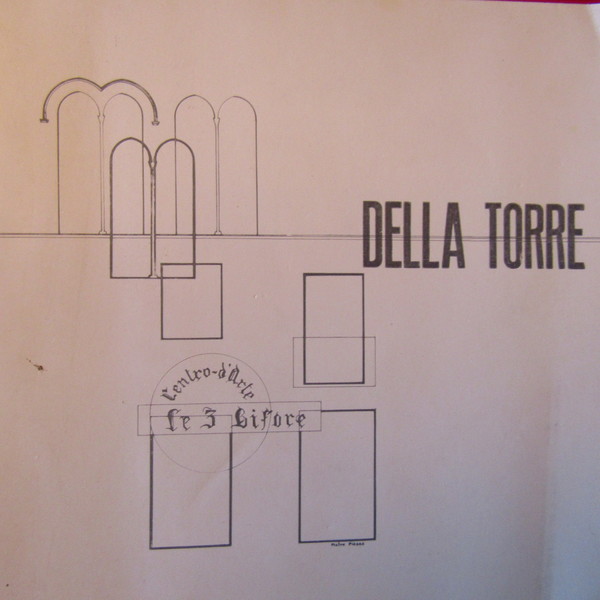 DELLA TORRE
Centro-d'Arte
Le 3 Bifore